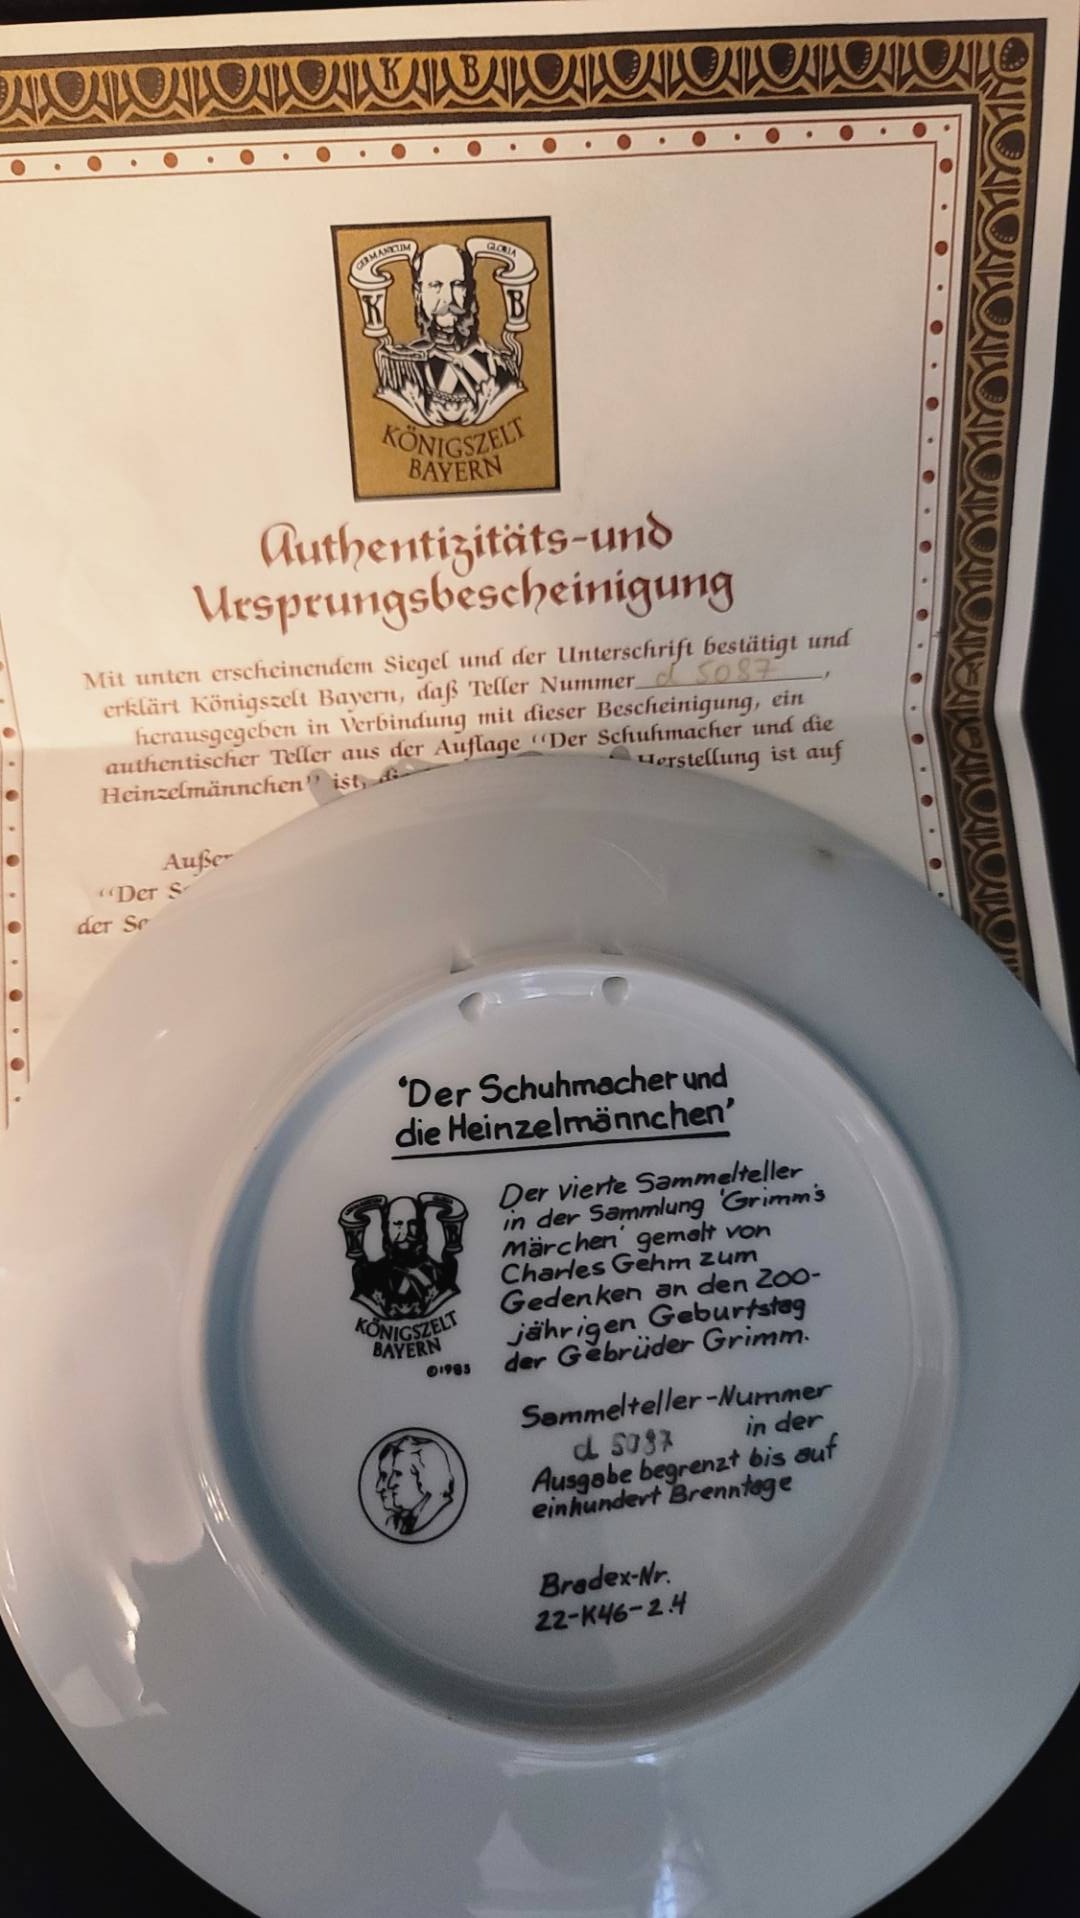 K B
GERMANICUM GLORIA
K B
KÖNIGSZELT
BAYERN
Authentizitäts-und
Ursprungsbescheinigung
Mit unten erscheinendem Siegel und der Unterschrift bestätigt und
erklärt Königszelt Bayern, daß Teller Nummer d 5087,
herausgegeben in Verbindung mit dieser Bescheinigung, ein
authentischer Teller aus der Auflage "Der Schuhmacher und die
Heinzelmännchen" ist, Herstellung ist auf
Außer
"Der
der
'Der Schuhmacher und
die Heinzelmännchen'
Der vierte Sammelteller
in der Sammlung 'Grimm's
Märchen' gemalt von
Charles Gehm zum
Gedenken an den 200-
jährigen Geburtstag
der Gebrüder Grimm.
KÖNIGSZELT
BAYERN
©1983
Sammelteller-Nummer
d 5087 in der
Ausgabe begrenzt bis auf
einhundert Brenntage
Bradex-Nr.
22-K46-2.4